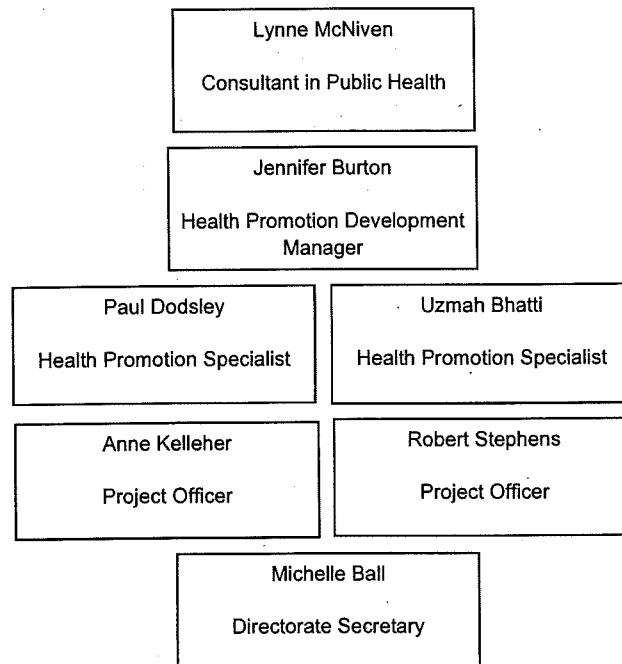 Lynne McNiven
Consultant in Public Health
Jennifer Burton
Health Promotion Development
Manager
Paul Dodsley
Health Promotion Specialist
Uzmah Bhatti
Health Promotion Specialist
Anne Kelleher
Project Officer
Robert Stephens
Project Officer
Michelle Ball
Directorate Secretary